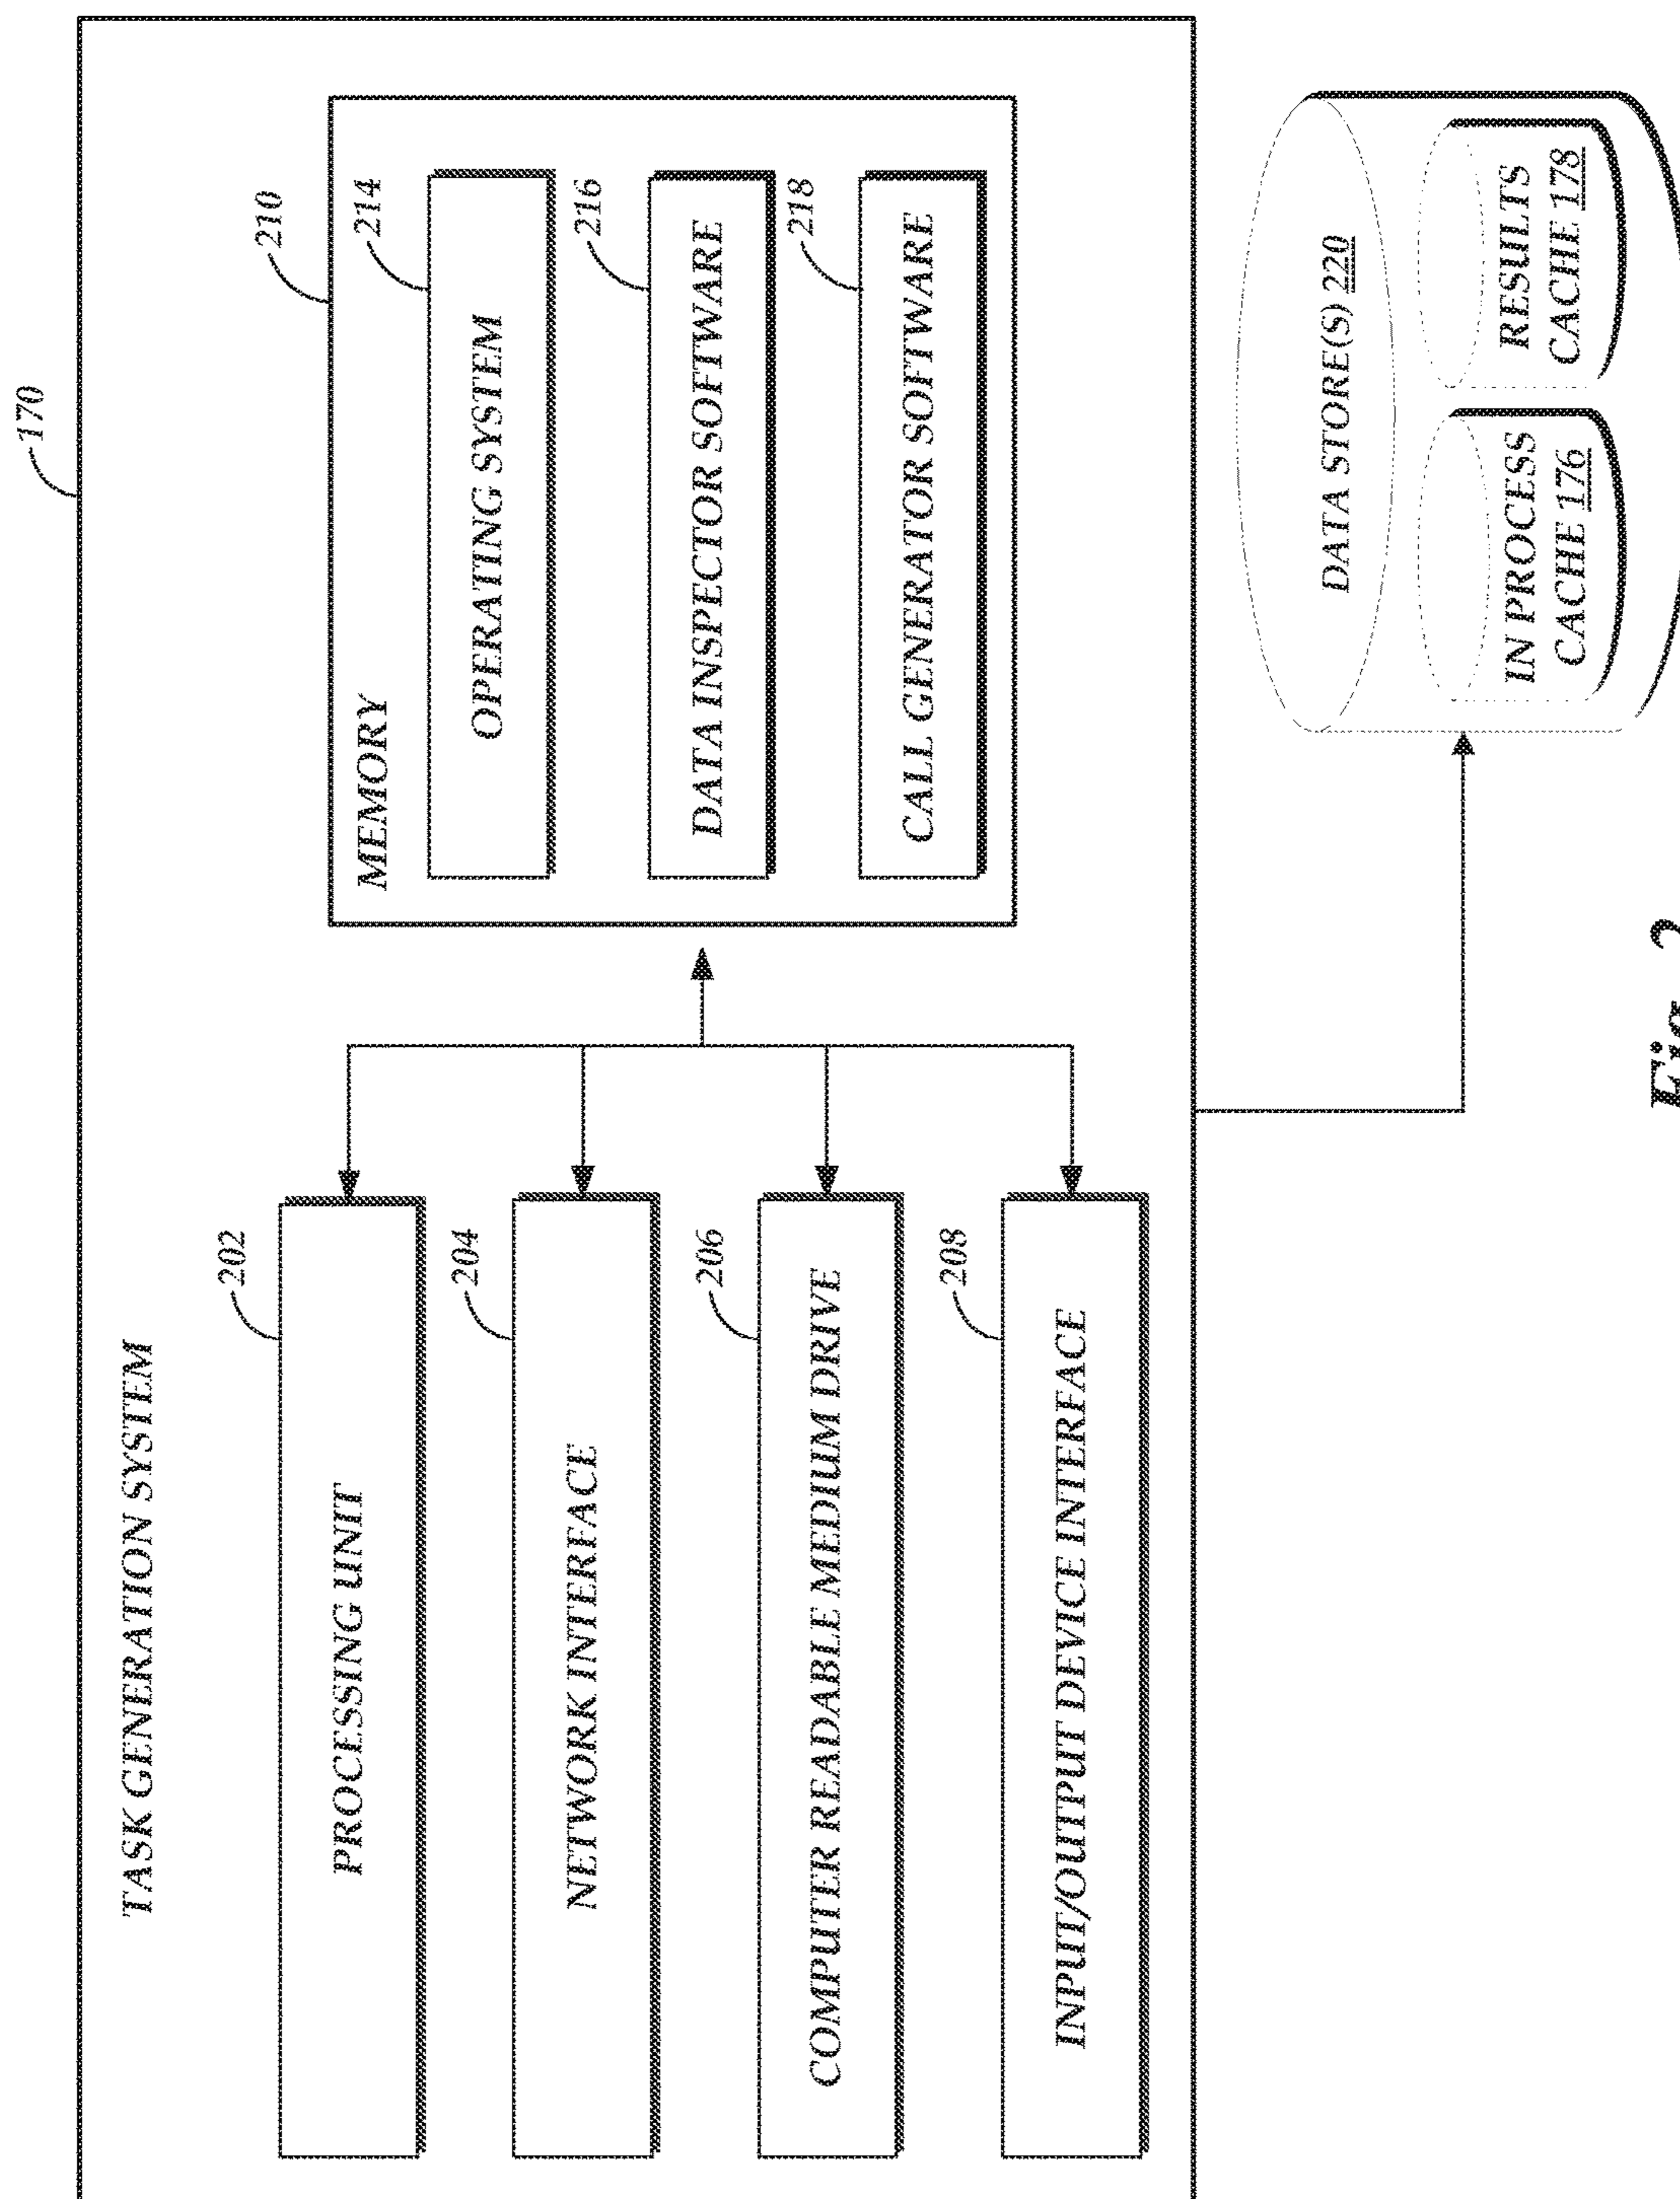 170
TASK GENERATION SYSTEM
202
PROCESSING UNIT
204
NETWORK INTERFACE
206
COMPUTER READABLE MEDIUM DRIVE
208
INPUT/OUTPUT DEVICE INTERFACE
210
MEMORY
214
OPERATING SYSTEM
216
DATA INSPECTOR SOFTWARE
218
CALL GENERATOR SOFTWARE
DATA STORE(S) 220
IN PROCESS
CACHE 176
RESULTS
CACHE 178